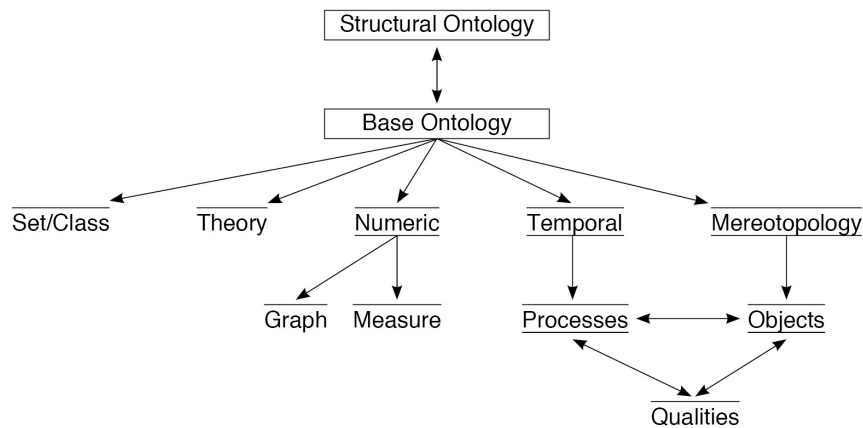 Structural Ontology
Base Ontology
Set/Class
Theory
Numeric
Temporal
Mereotopology
Graph
Measure
Processes
Objects
Qualities